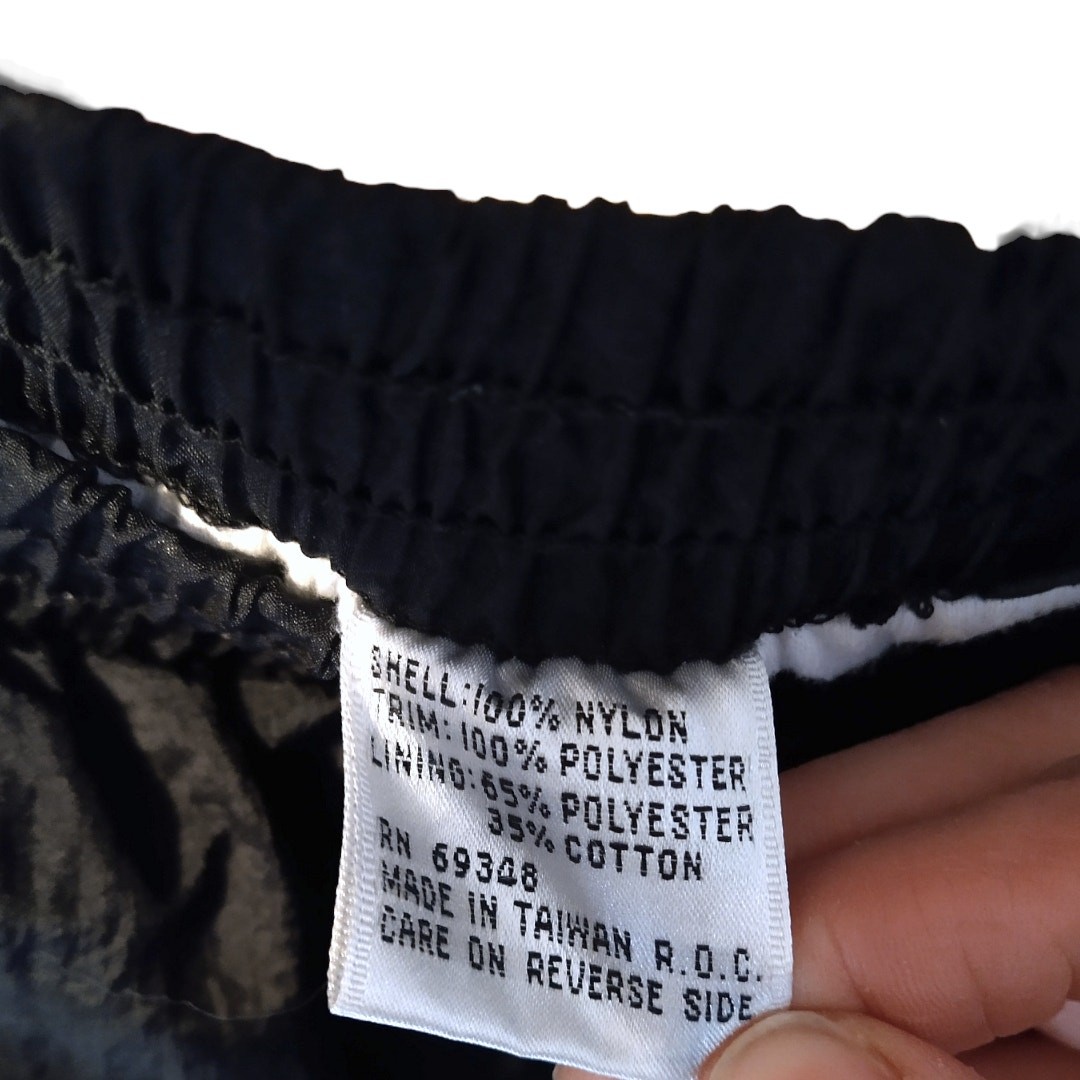 SHELL:100% NYLON
TRIM: 100% POLYESTER
LINING:65% POLYESTER
35% COTTON
RN 69348
MADE IN TAIWAN R.O.C.
CARE ON REVERSE SIDE